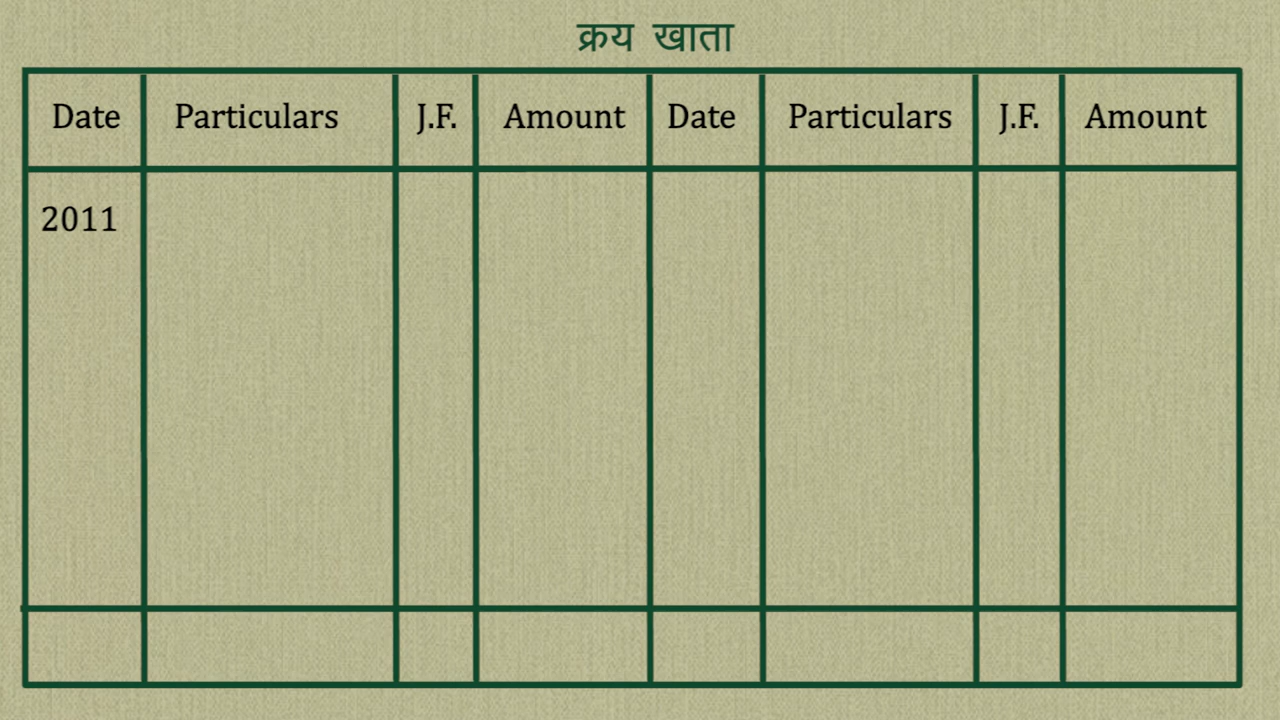 क्रय खाता
Date Particulars J.F. Amount Date Particulars J.F. Amount
2011